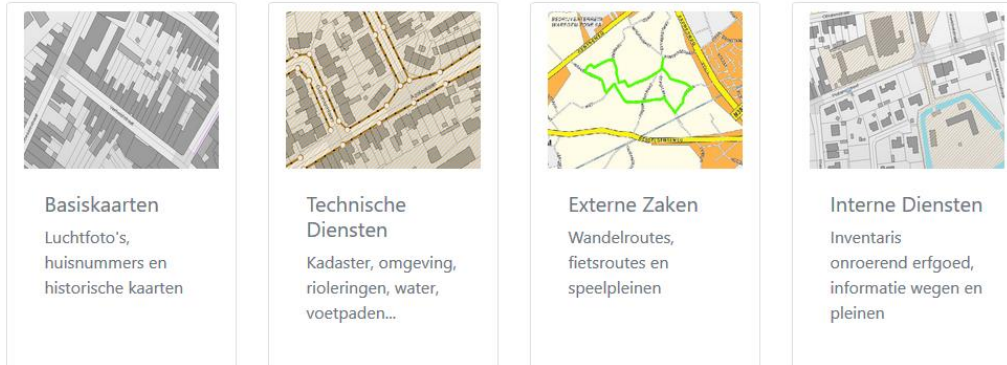 Basiskaarten
Luchtfoto's,
huisnummers en
historische kaarten
Technische
Diensten
Kadaster, omgeving,
rioleringen, water,
voetpaden...
Externe Zaken
Wandelroutes,
fietsroutes en
speelpleinen
Interne Diensten
Inventaris
onroerend erfgoed,
informatie wegen en
pleinen